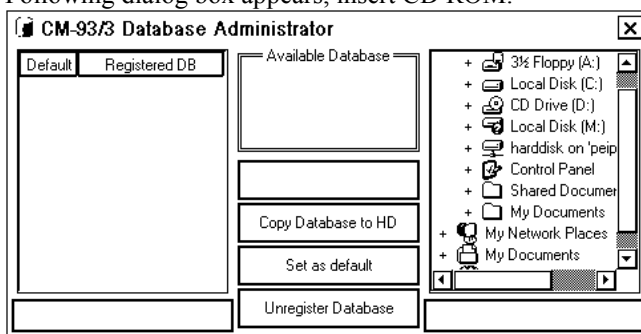 Following dialog box appears, insert CD ROM.
CM-93/3 Database Administrator
Default Registered DB
Available Database
Copy Database to HD
Set as default
Unregister Database
+ 3½ Floppy (A:)
+ Local Disk (C:)
+ CD Drive (D:)
+ Local Disk (M:)
+ harddisk on 'peip
+ Control Panel
+ Shared Documer
+ My Documents
+ My Network Places
+ My Documents